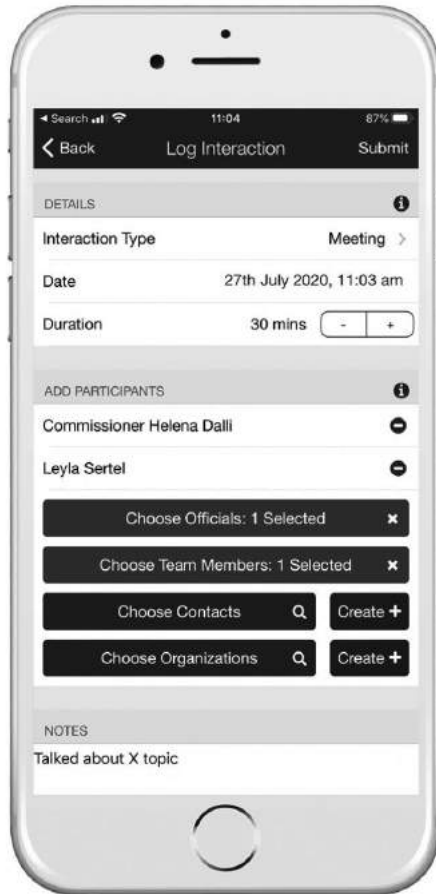 ◂ Search 11:04 87%
Back Log Interaction Submit
DETAILS
Interaction Type Meeting >
Date 27th July 2020, 11:03 am
Duration 30 mins - +
ADD PARTICIPANTS
Commissioner Helena Dalli
Leyla Sertel
Choose Officials: 1 Selected ×
Choose Team Members: 1 Selected ×
Choose Contacts Create +
Choose Organizations Create +
NOTES
Talked about X topic